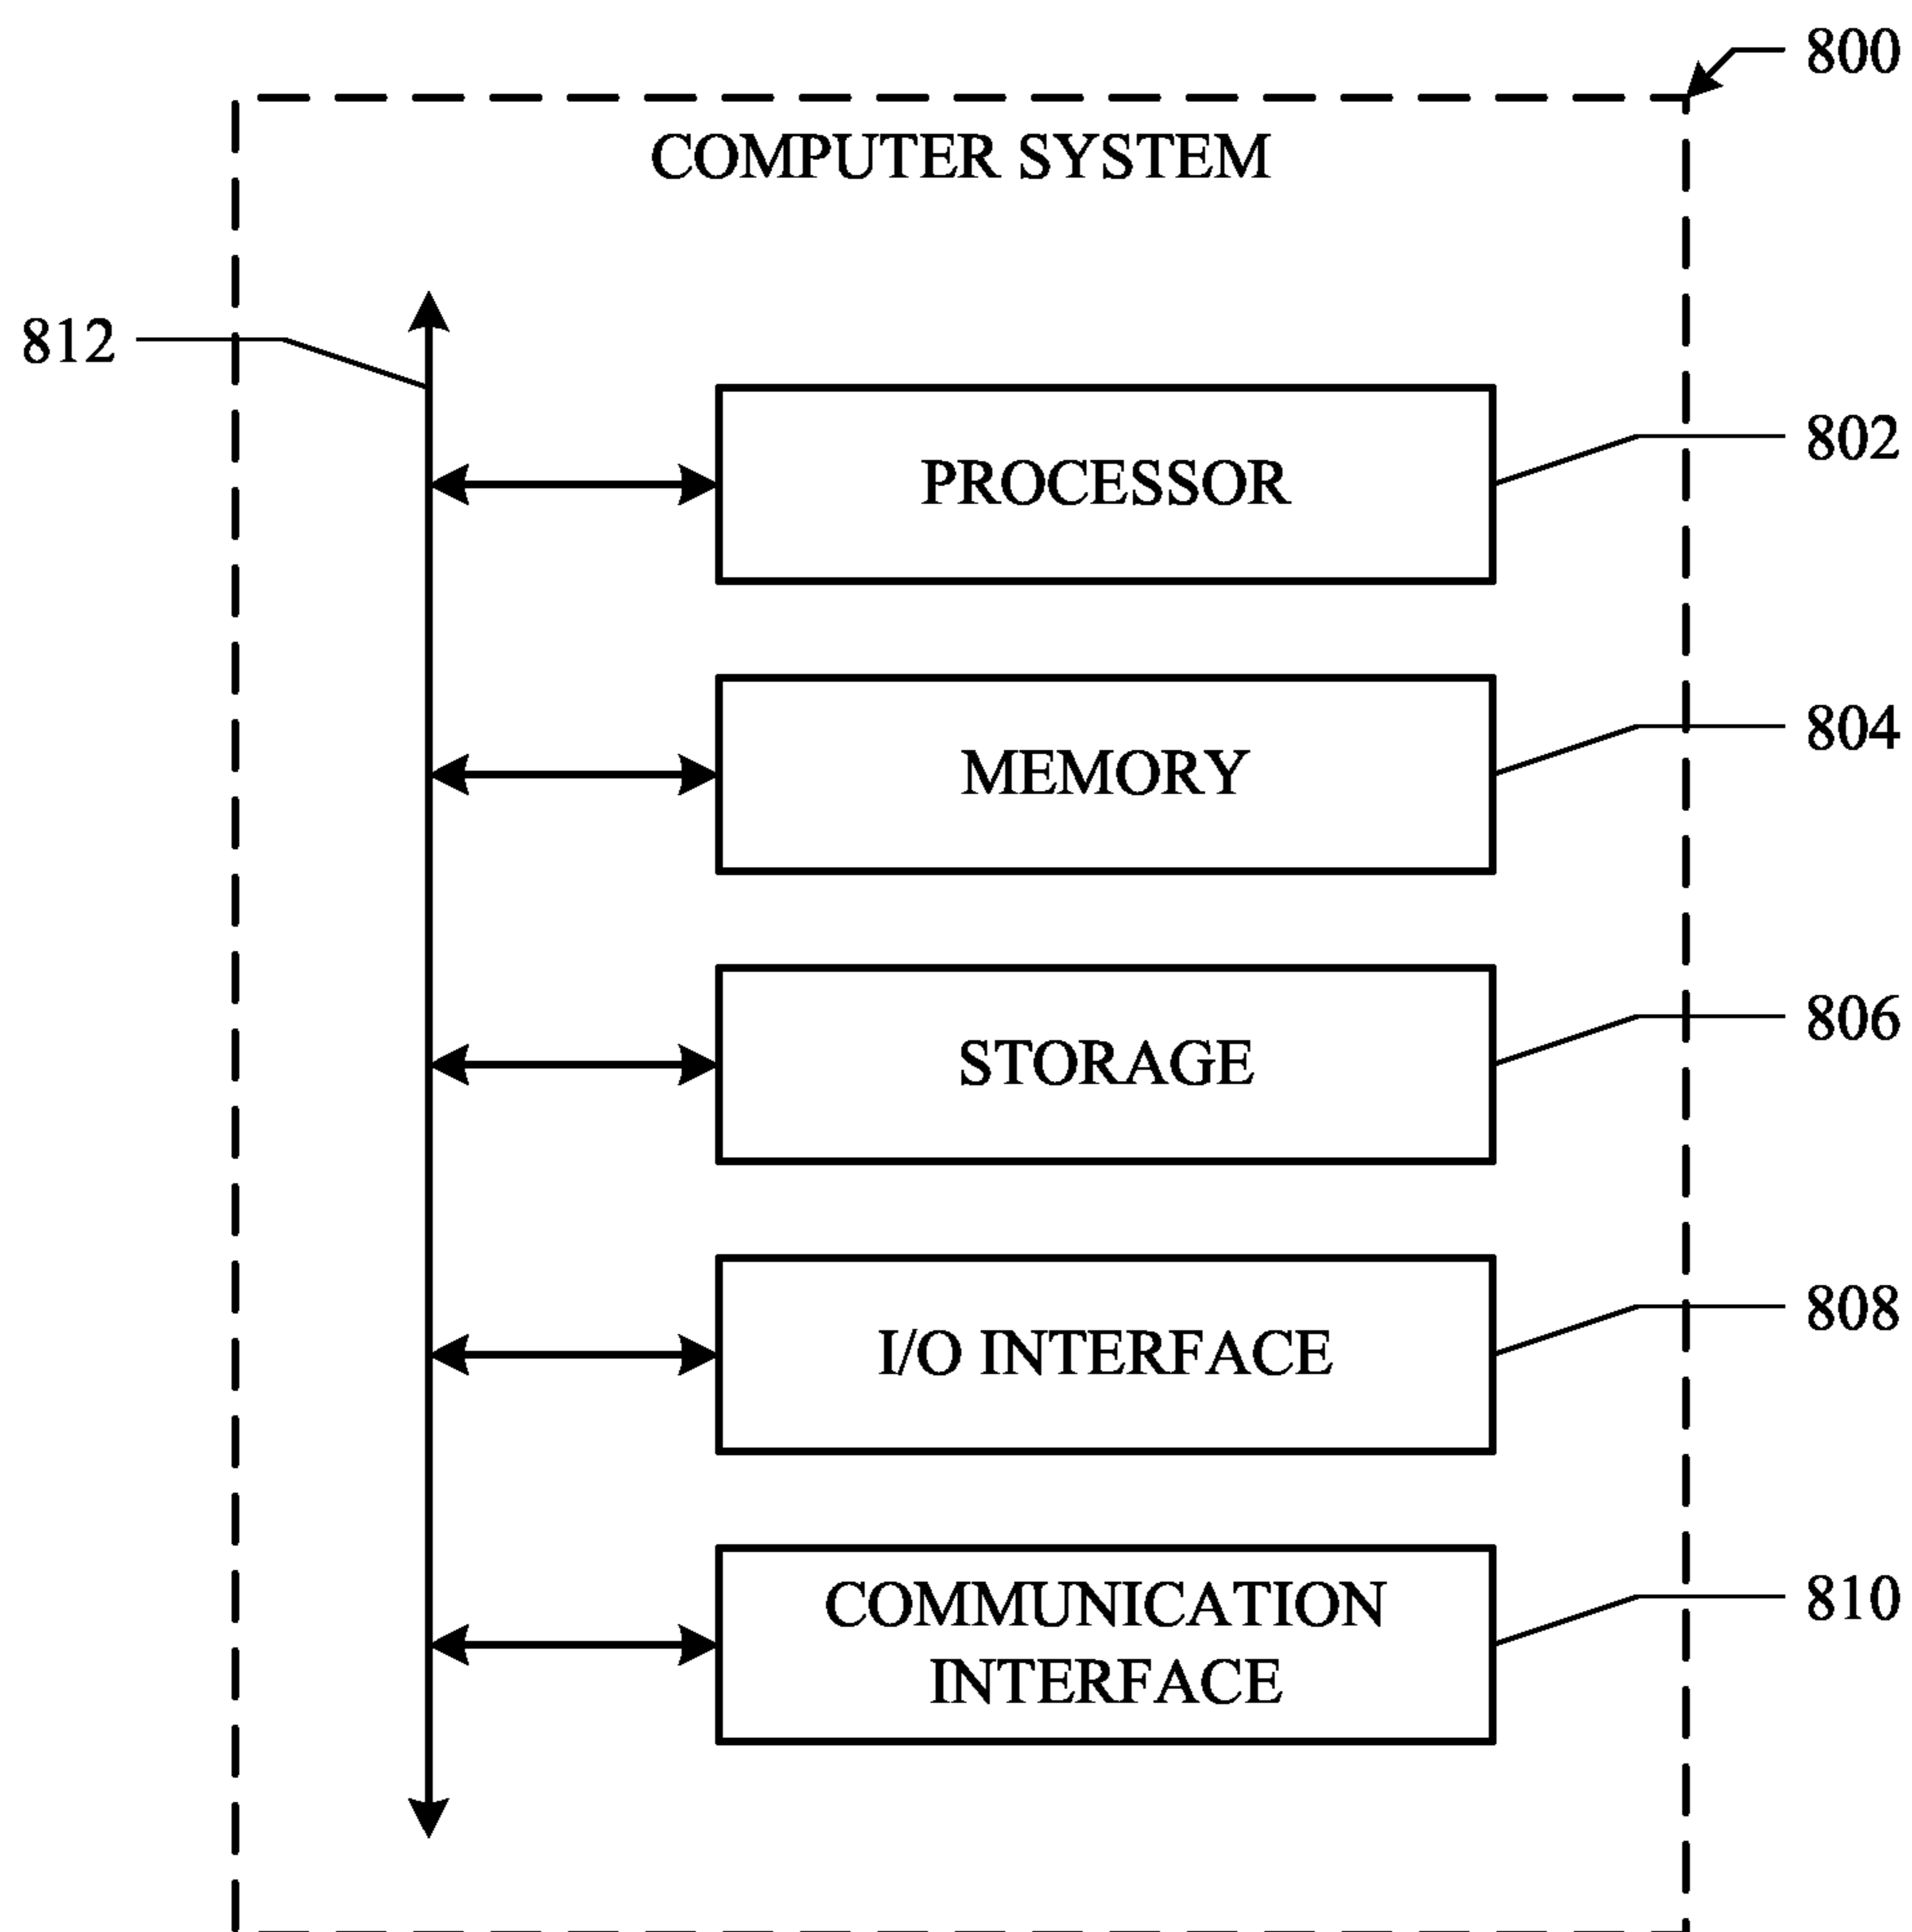 800
COMPUTER SYSTEM
812
802
PROCESSOR
804
MEMORY
806
STORAGE
808
I/O INTERFACE
810
COMMUNICATION
INTERFACE